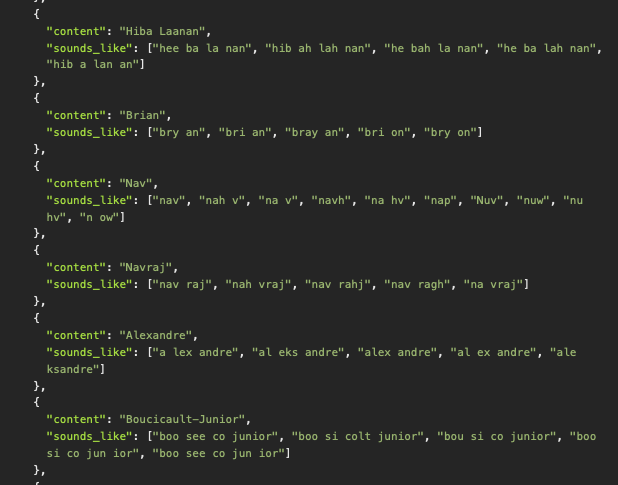 {
"content": "Hiba Laanan",
"sounds_like": ["hee ba la nan", "hib ah lah nan", "he bah la nan", "he ba lah nan",
"hib a lan an"]
},
{
"content": "Brian",
"sounds_like": ["bry an", "bri an", "bray an", "bri on", "bry on"]
},
{
"content": "Nav",
"sounds_like": ["nav", "nah v", "na v", "navh", "na hv", "nap", "Nuv", "nuw", "nu
hv", "n ow"]
},
{
"content": "Navraj",
"sounds_like": ["nav raj", "nah vraj", "nav rahj", "nav ragh", "na vraj"]
},
{
"content": "Alexandre",
"sounds_like": ["a lex andre", "al eks andre", "alex andre", "al ex andre", "ale
ksandre"]
},
{
"content": "Boucicault-Junior",
"sounds_like": ["boo see co junior", "boo si colt junior", "bou si co junior", "boo
si co jun ior", "boo see co jun ior"]
},